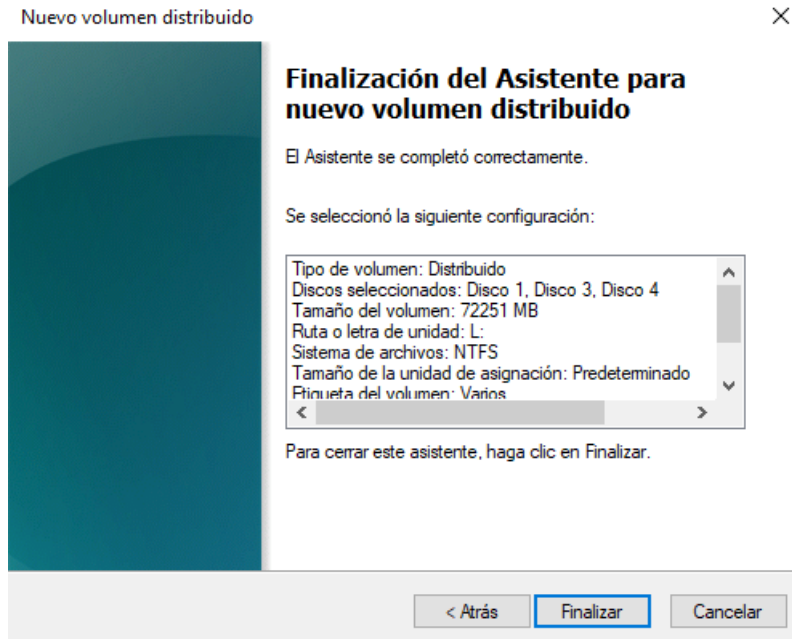 Nuevo volumen distribuido
Finalización del Asistente para
nuevo volumen distribuido
El Asistente se completó correctamente.
Se seleccionó la siguiente configuración:
Tipo de volumen: Distribuido
Discos seleccionados: Disco 1, Disco 3, Disco 4
Tamaño del volumen: 72251 MB
Ruta o letra de unidad: L:
Sistema de archivos: NTFS
Tamaño de la unidad de asignación: Predeterminado
Etiqueta del volumen: Varios
Para cerrar este asistente, haga clic en Finalizar.
< Atrás
Finalizar
Cancelar